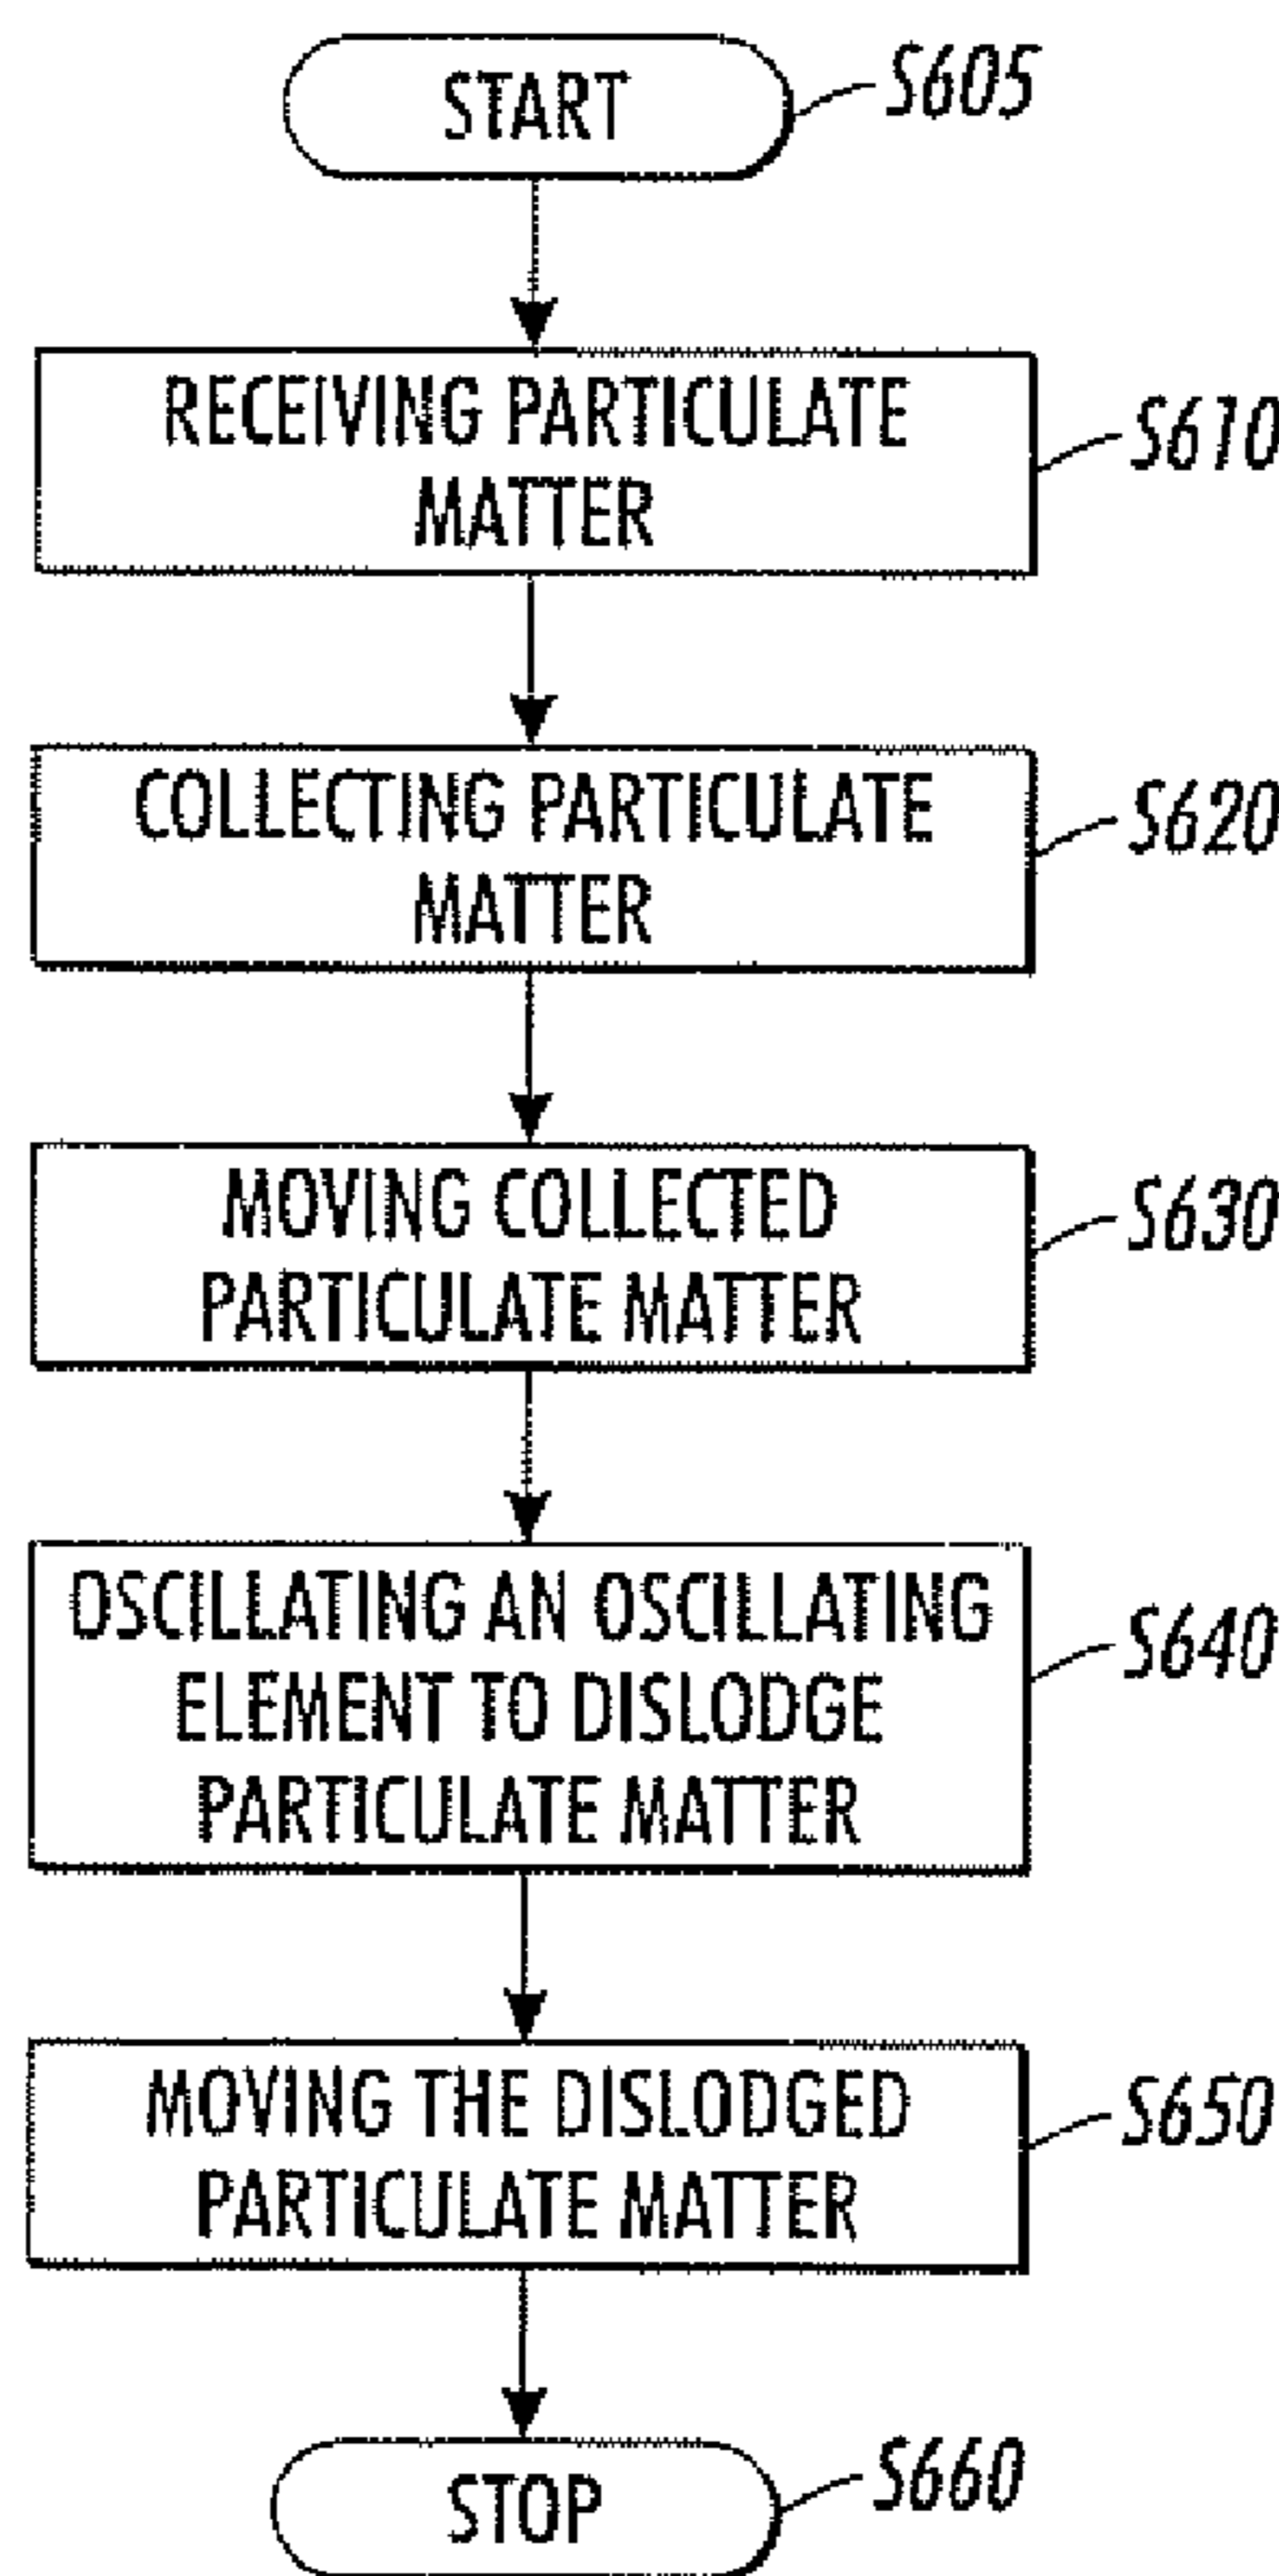 START
S605
RECEIVING PARTICULATE
MATTER
S610
COLLECTING PARTICULATE
MATTER
S620
MOVING COLLECTED
PARTICULATE MATTER
S630
OSCILLATING AN OSCILLATING
ELEMENT TO DISLODGE
PARTICULATE MATTER
S640
MOVING THE DISLODGED
PARTICULATE MATTER
S650
STOP
S660